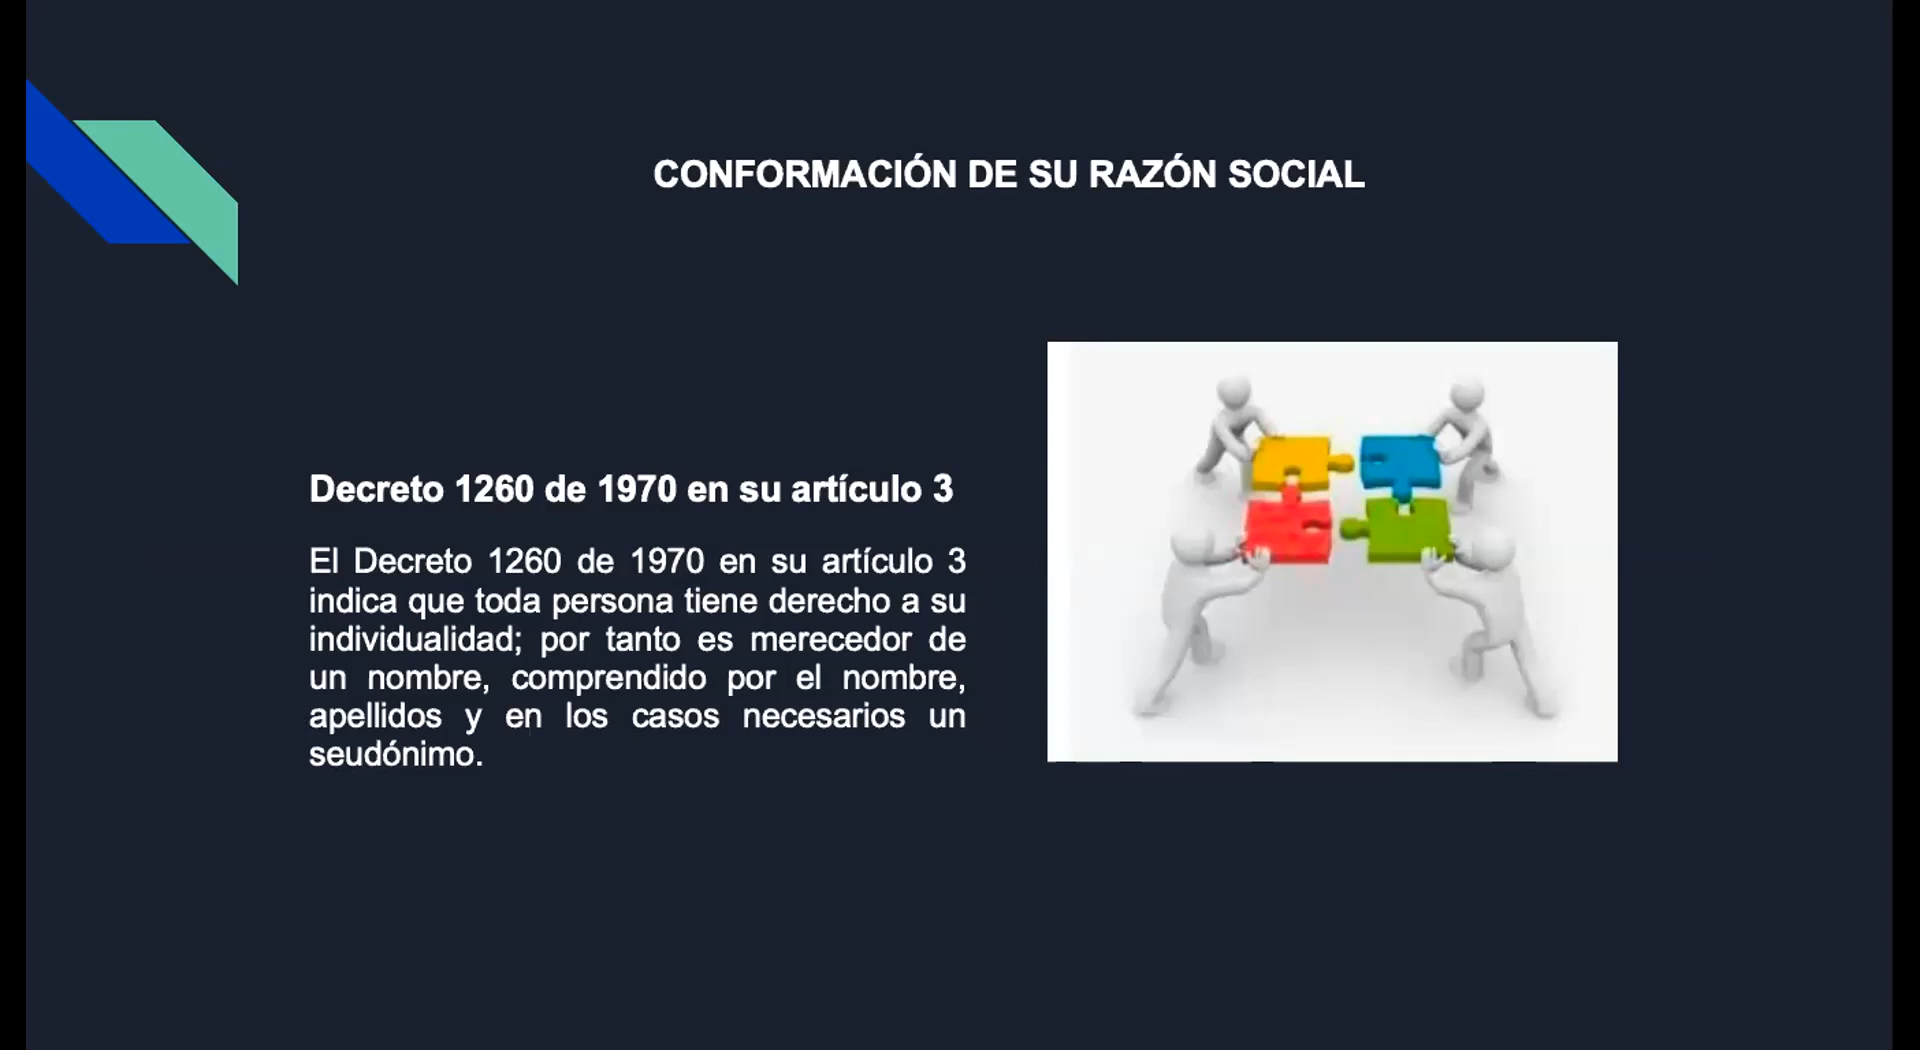 CONFORMACIÓN DE SU RAZÓN SOCIAL
Decreto 1260 de 1970 en su artículo 3
El Decreto 1260 de 1970 en su artículo 3
indica que toda persona tiene derecho a su
individualidad; por tanto es merecedor de
un nombre, comprendido por el nombre,
apellidos y en los casos necesarios un
seudónimo.